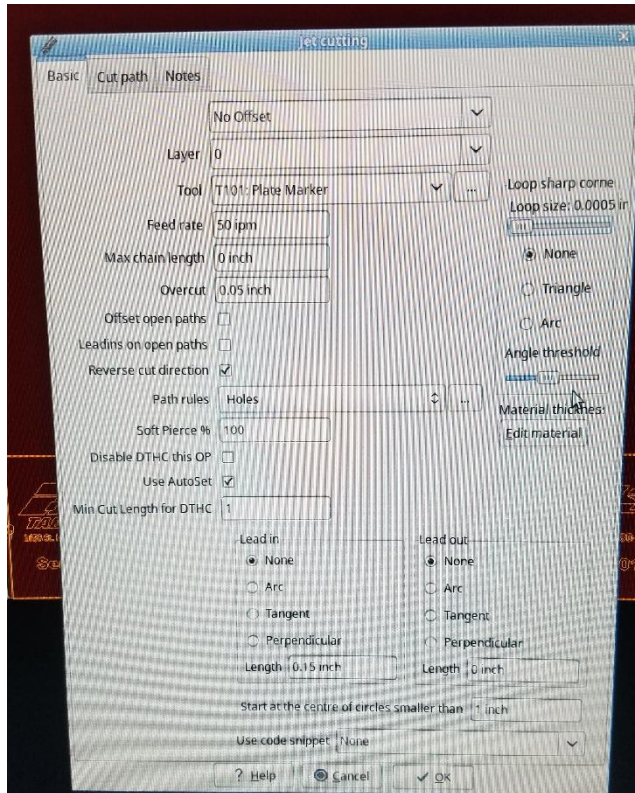 jet cutting
Basic
Cut path
Notes
No Offset
Layer 0
Tool T101: Plate Marker ...
Loop sharp corne
Loop size: 0.0005 in
Feed rate 50 ipm
Max chain length 0 inch
None
Overcut 0.05 inch
Triangle
Offset open paths
Arc
Leadins on open paths
Angle threshold
Reverse cut direction
Path rules Holes ...
Material thicknes:
Soft Pierce % 100
Edit material
Disable DTHC this OP
Use AutoSet
Min Cut Length for DTHC 1
Lead in
None
Arc
Tangent
Perpendicular
Length 0.15 inch
Lead out
None
Arc
Tangent
Perpendicular
Length 0 inch
Start at the centre of circles smaller than 1 inch
Use code snippet None
? Help
Cancel
OK